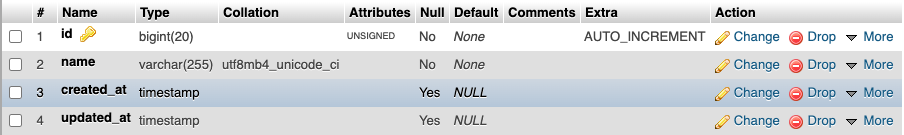 # Name Type Collation Attributes Null Default Comments Extra Action
1 id bigint(20) UNSIGNED No None AUTO_INCREMENT Change Drop More
2 name varchar(255) utf8mb4_unicode_ci No None Change Drop More
3 created_at timestamp Yes NULL Change Drop More
4 updated_at timestamp Yes NULL Change Drop More